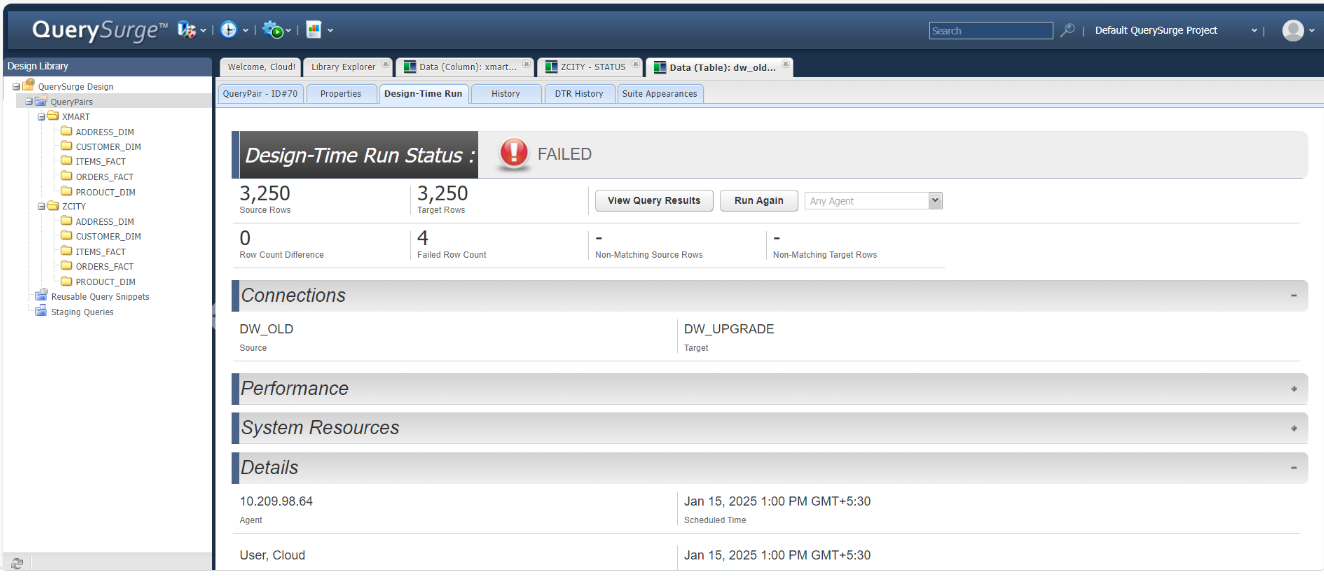 QuerySurge™
Search
Default QuerySurge Project
Design Library
QuerySurge Design
QueryPairs
XMART
ADDRESS_DIM
CUSTOMER_DIM
ITEMS_FACT
ORDERS_FACT
PRODUCT_DIM
ZCITY
ADDRESS_DIM
CUSTOMER_DIM
ITEMS_FACT
ORDERS_FACT
PRODUCT_DIM
Reusable Query Snippets
Staging Queries
Welcome, Cloud! Library Explorer Data (Column): xmart... ZCITY - STATUS Data (Table): dw_old...
QueryPair - ID#70 Properties Design-Time Run History DTR History Suite Appearances
Design-Time Run Status : FAILED
3,250 3,250
Source Rows Target Rows
View Query Results Run Again Any Agent
0 4 - -
Row Count Difference Failed Row Count Non-Matching Source Rows Non-Matching Target Rows
Connections -
DW_OLD DW_UPGRADE
Source Target
Performance +
System Resources +
Details -
10.209.98.64 Jan 15, 2025 1:00 PM GMT+5:30
Agent Scheduled Time
User, Cloud Jan 15, 2025 1:00 PM GMT+5:30